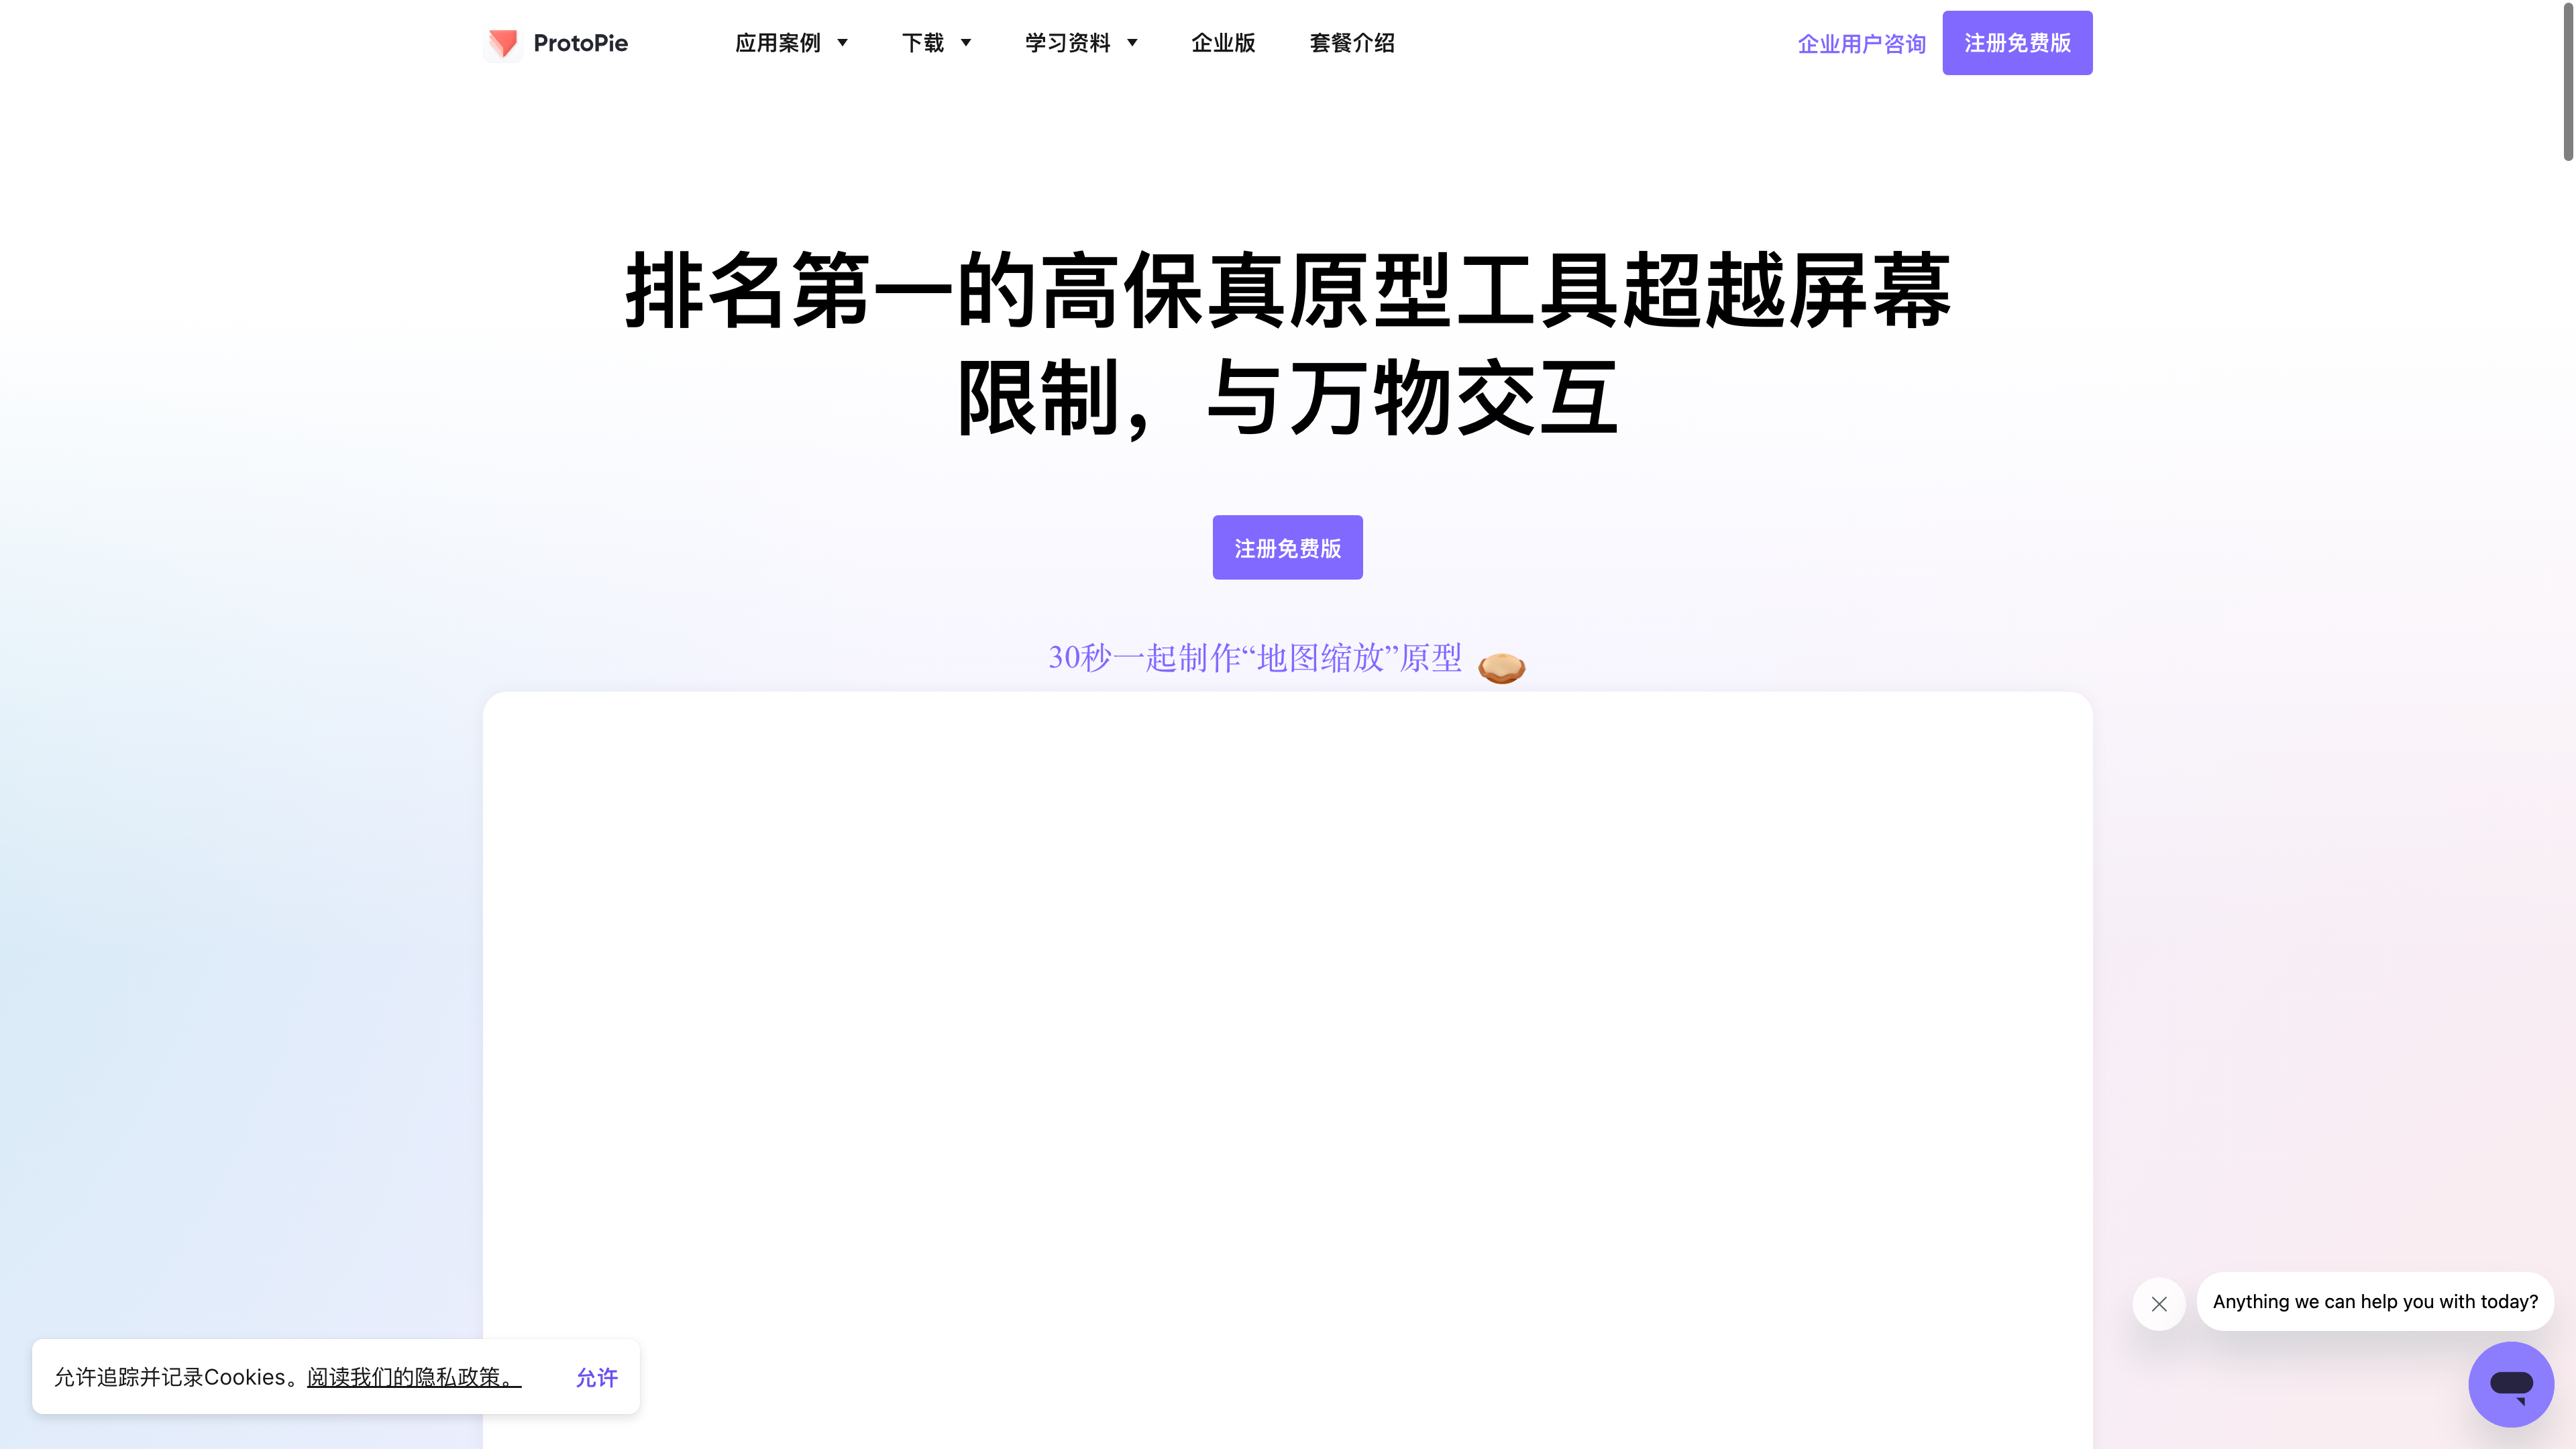 ProtoPie
应用案例
下载
学习资料
企业版
套餐介绍
企业用户咨询
注册免费版
排名第一的高保真原型工具超越屏幕
限制，与万物交互
注册免费版
30秒一起制作“地图缩放”原型
Anything we can help you with today?
允许追踪并记录Cookies。阅读我们的隐私政策。
允许